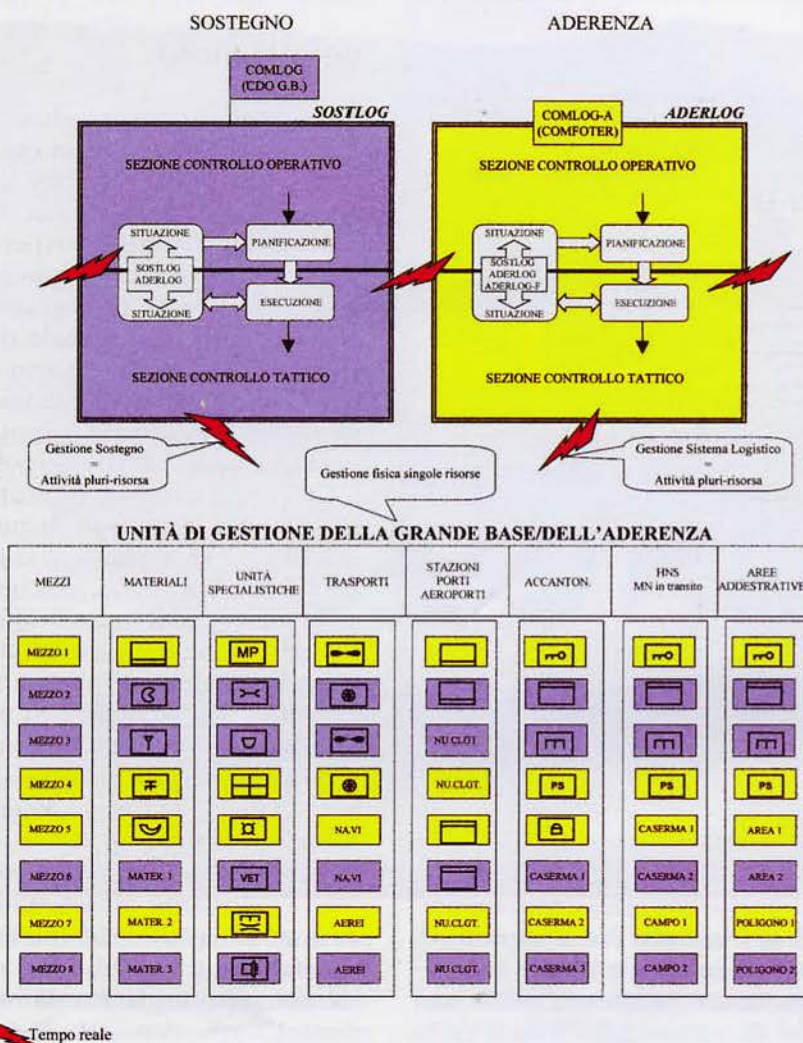 SOSTEGNO
ADERENZA
COMLOG
(CDO G.B.)
SOSTLOG
COMLOG-A
(COMFOTER)
ADERLOG
SEZIONE CONTROLLO OPERATIVO
SITUAZIONE
PIANIFICAZIONE
SOSTLOG
ADERLOG
SITUAZIONE
ESECUZIONE
SEZIONE CONTROLLO TATTICO
SEZIONE CONTROLLO OPERATIVO
SITUAZIONE
PIANIFICAZIONE
SOSTLOG
ADERLOG
ADERLOG-F
SITUAZIONE
ESECUZIONE
SEZIONE CONTROLLO TATTICO
Gestione Sostegno
=
Attività pluri-risorsa
Gestione fisica singole risorse
Gestione Sistema Logistico
=
Attività pluri-risorsa
UNITÀ DI GESTIONE DELLA GRANDE BASE/DELL'ADERENZA
MEZZI
MATERIALI
UNITÀ
SPECIALISTICHE
TRASPORTI
STAZIONI
PORTI
AEROPORTI
ACCANTON.
HNS
MN in transito
AREE
ADDESTRATIVE
MEZZO 1
MP
MEZZO 2
MEZZO 3
NU.CLGT.
MEZZO 4
NU.CLGT.
PS
PS
PS
MEZZO 5
NA.VI
CASERMA 1
AREA 1
MEZZO 6
MATER. 1
VET
NA.VI
CASERMA 1
CASERMA 2
AREA 2
MEZZO 7
MATER. 2
AEREI
NU.CLGT.
CASERMA 2
CAMPO 1
POLIGONO 1
MEZZO 8
MATER. 3
AEREI
NU.CLGT.
CASERMA 3
CAMPO 2
POLIGONO 2
Tempo reale